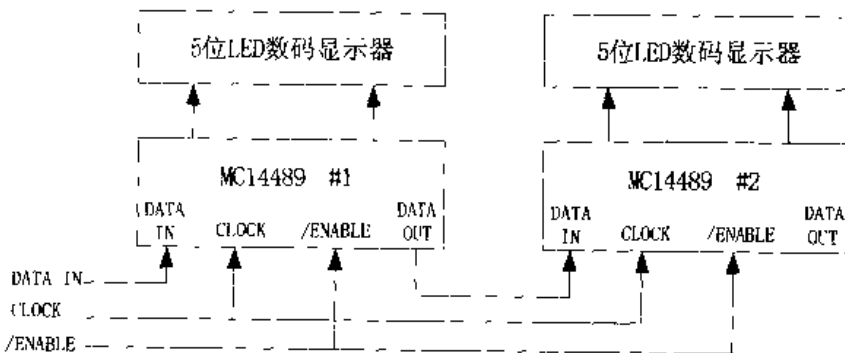 5位LED数码显示器
5位LED数码显示器
MC14489 #1
DATA IN
CLOCK
/ENABLE
DATA OUT
MC14489 #2
DATA IN
CLOCK
/ENABLE
DATA OUT
DATA IN
CLOCK
/ENABLE